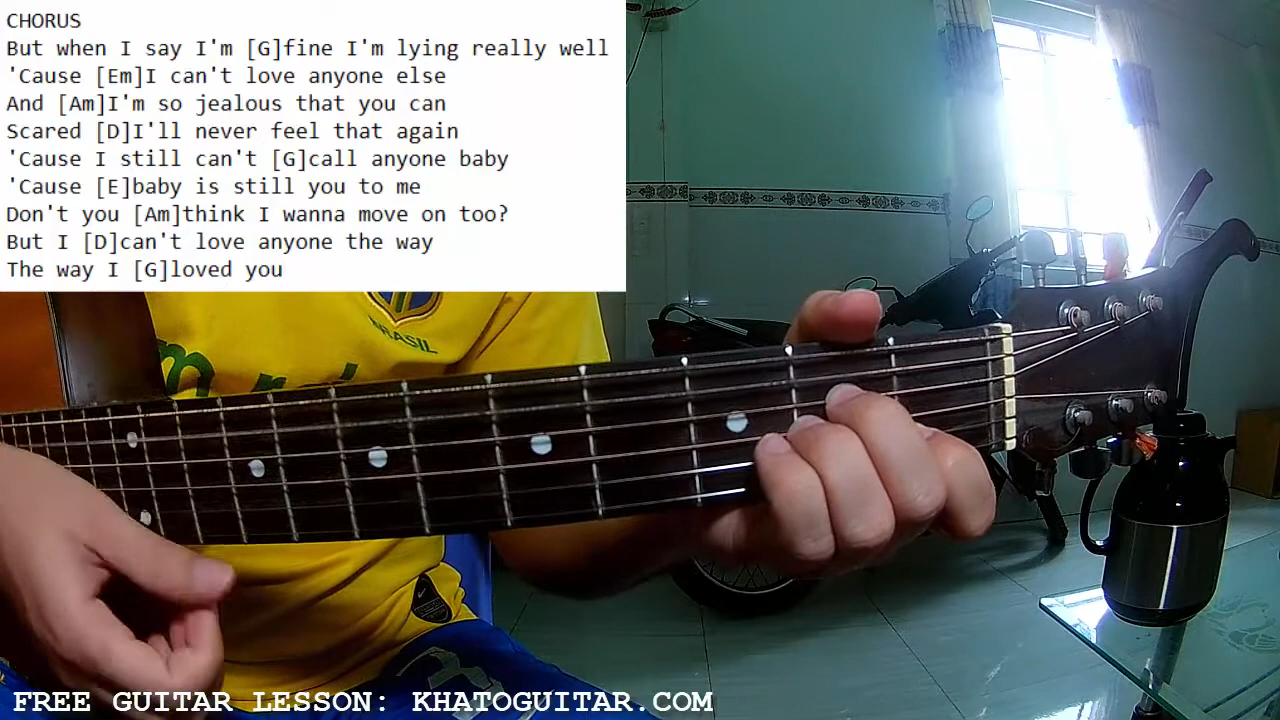 CHORUS
But when I say I'm [G]fine I'm lying really well
'Cause [Em]I can't love anyone else
And [Am]I'm so jealous that you can
Scared [D]I'll never feel that again
'Cause I still can't [G]call anyone baby
'Cause [E]baby is still you to me
Don't you [Am]think I wanna move on too?
But I [D]can't love anyone the way
The way I [G]loved you
BRASIL
FREE GUITAR LESSON: KHATOGUITAR.COM